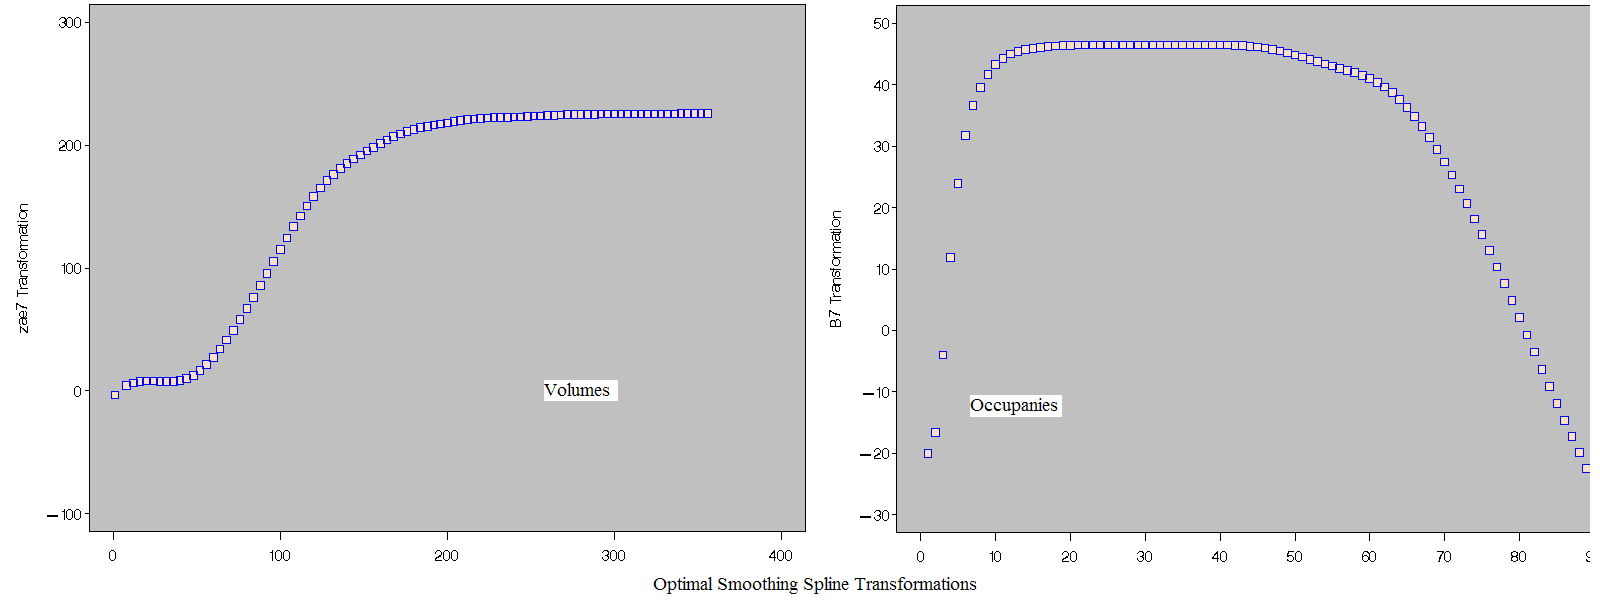 300
200
100
0
−100
zae7 Transformation
Volumes
0 100 200 300 400
50
40
30
20
10
0
−10
−20
−30
B7 Transformation
Occupanies
0 10 20 30 40 50 60 70 80 9
Optimal Smoothing Spline Transformations